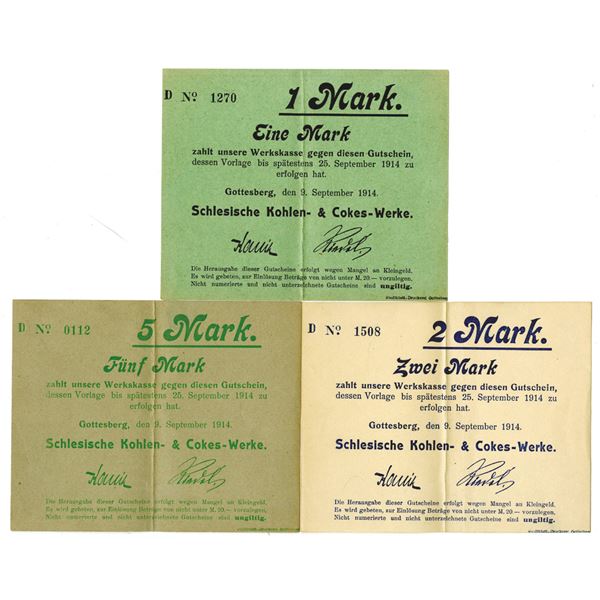 D № 1270
1 Mark.
Eine Mark
zahlt unsere Werkskasse gegen diesen Gutschein,
dessen Vorlage bis spätestens 25. September 1914 zu
erfolgen hat.
Gottesberg, den 9. September 1914.
Schlesische Kohlen- & Cokes-Werke.
Die Herausgabe dieser Gutscheine erfolgt wegen Mangel an Kleingeld.
Es wird gebeten, zur Einlösung Beträge von nicht unter M. 20.— vorzulegen.
Nicht numerierte und nicht unterzeichnete Gutscheine sind ungiltig.
D № 0112
5 Mark.
Fünf Mark
zahlt unsere Werkskasse gegen diesen Gutschein,
dessen Vorlage bis spätestens 25. September 1914 zu
erfolgen hat.
Gottesberg, den 9. September 1914.
Schlesische Kohlen- & Cokes-Werke.
Die Herausgabe dieser Gutscheine erfolgt wegen Mangel an Kleingeld.
Es wird gebeten, zur Einlösung Beträge von nicht unter M. 20.— vorzulegen.
Nicht numerierte und nicht unterzeichnete Gutscheine sind ungiltig.
D № 1508
2 Mark.
Zwei Mark
zahlt unsere Werkskasse gegen diesen Gutschein,
dessen Vorlage bis spätestens 25. September 1914 zu
erfolgen hat.
Gottesberg, den 9. September 1914.
Schlesische Kohlen- & Cokes-Werke.
Die Herausgabe dieser Gutscheine erfolgt wegen Mangel an Kleingeld.
Es wird gebeten, zur Einlösung Beträge von nicht unter M. 20.— vorzulegen.
Nicht numerierte und nicht unterzeichnete Gutscheine sind ungiltig.